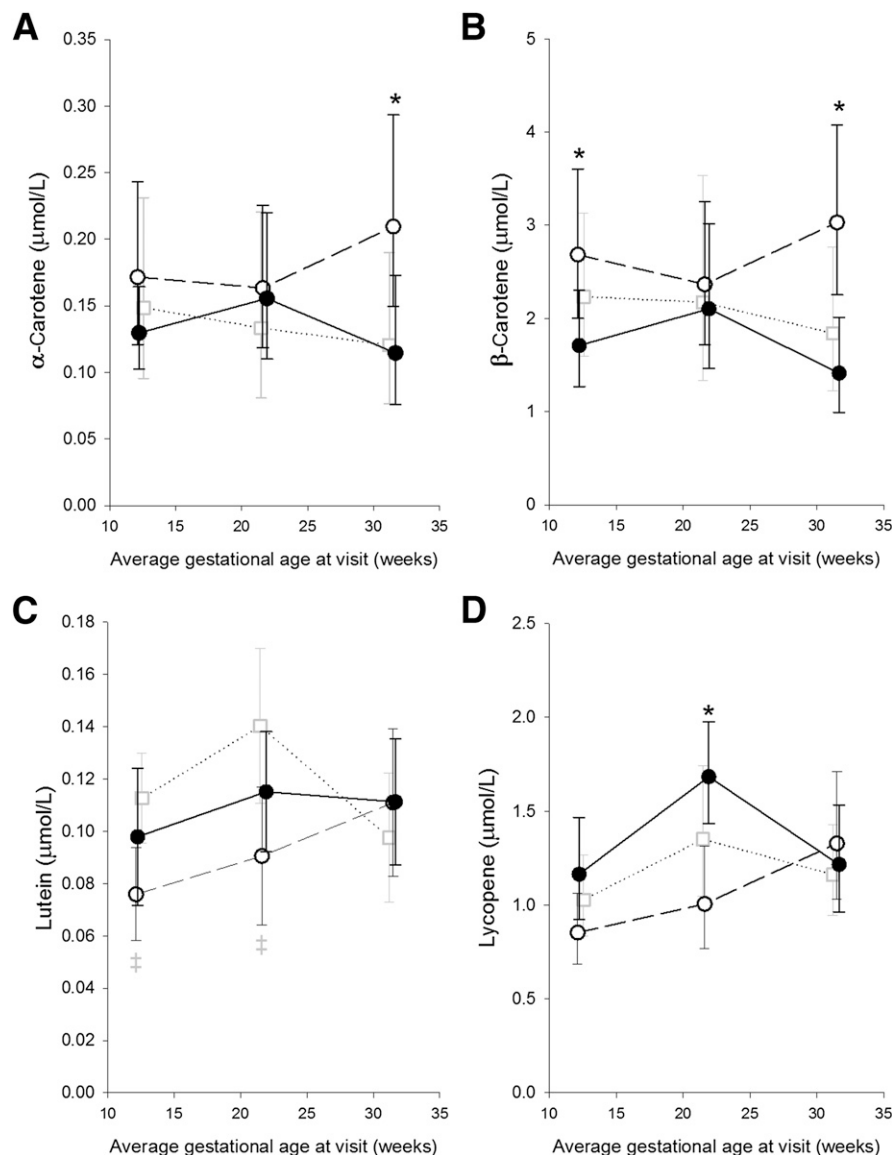 A
α-Carotene (μmol/L)
0.35
0.30
0.25
0.20
0.15
0.10
0.05
0.00
*
10 15 20 25 30 35
Average gestational age at visit (weeks)
B
β-Carotene (μmol/L)
5
4
3
2
1
0
*
*
10 15 20 25 30 35
Average gestational age at visit (weeks)
C
Lutein (μmol/L)
0.18
0.16
0.14
0.12
0.10
0.08
0.06
0.04
0.02
0.00
‡
‡
10 15 20 25 30 35
Average gestational age at visit (weeks)
D
Lycopene (μmol/L)
2.5
2.0
1.5
1.0
0.5
0.0
*
10 15 20 25 30 35
Average gestational age at visit (weeks)